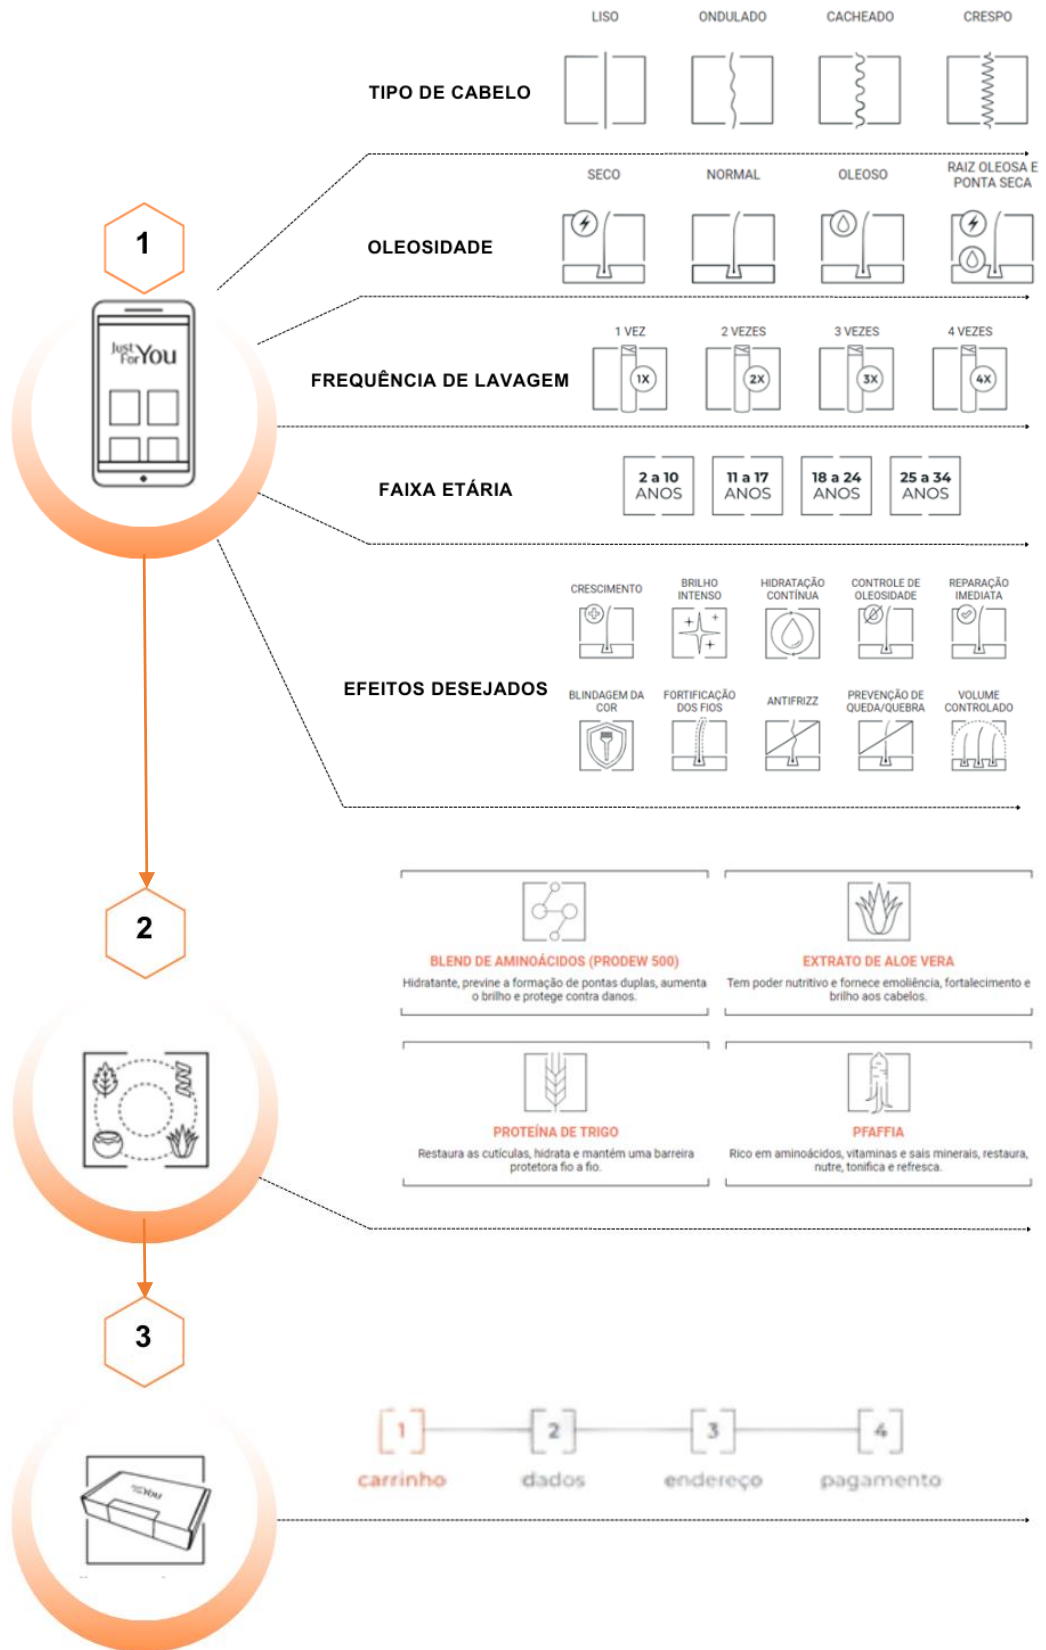 LISO
ONDULADO
CACHEADO
CRESPO
TIPO DE CABELO
SECO
NORMAL
OLEOSO
RAIZ OLEOSA E
PONTA SECA
1
OLEOSIDADE
Just
For You
1 VEZ
2 VEZES
3 VEZES
4 VEZES
FREQUÊNCIA DE LAVAGEM
1X
2X
3X
4X
FAIXA ETÁRIA
2 a 10
ANOS
11 a 17
ANOS
18 a 24
ANOS
25 a 34
ANOS
CRESCIMENTO
BRILHO
INTENSO
HIDRATAÇÃO
CONTÍNUA
CONTROLE DE
OLEOSIDADE
REPARAÇÃO
IMEDIATA
EFEITOS DESEJADOS
BLINDAGEM DA
COR
FORTIFICAÇÃO
DOS FIOS
ANTIFRIZZ
PREVENÇÃO DE
QUEDA/QUEBRA
VOLUME
CONTROLADO
2
BLEND DE AMINOÁCIDOS (PRODEW 500)
Hidratante, previne a formação de pontas duplas, aumenta
o brilho e protege contra danos.
EXTRATO DE ALOE VERA
Tem poder nutritivo e fornece emoliência, fortalecimento e
brilho aos cabelos.
PROTEÍNA DE TRIGO
Restaura as cutículas, hidrata e mantém uma barreira
protetora fio a fio.
PFAFFIA
Rico em aminoácidos, vitaminas e sais minerais, restaura,
nutre, tonifica e refresca.
3
1
carrinho
2
dados
3
endereço
4
pagamento
You